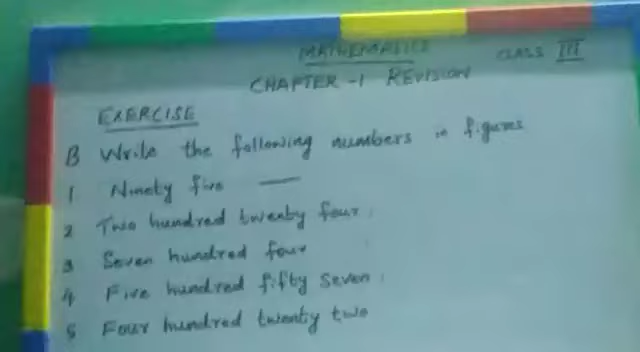 MATHEMATICS CLASS III
CHAPTER -1 REVISION
EXERCISE
B Write the following numbers in figures
1 Ninety five —
2 Two hundred twenty four.
3 Seven hundred four
4 Five hundred fifty seven.
5 Four hundred twenty two